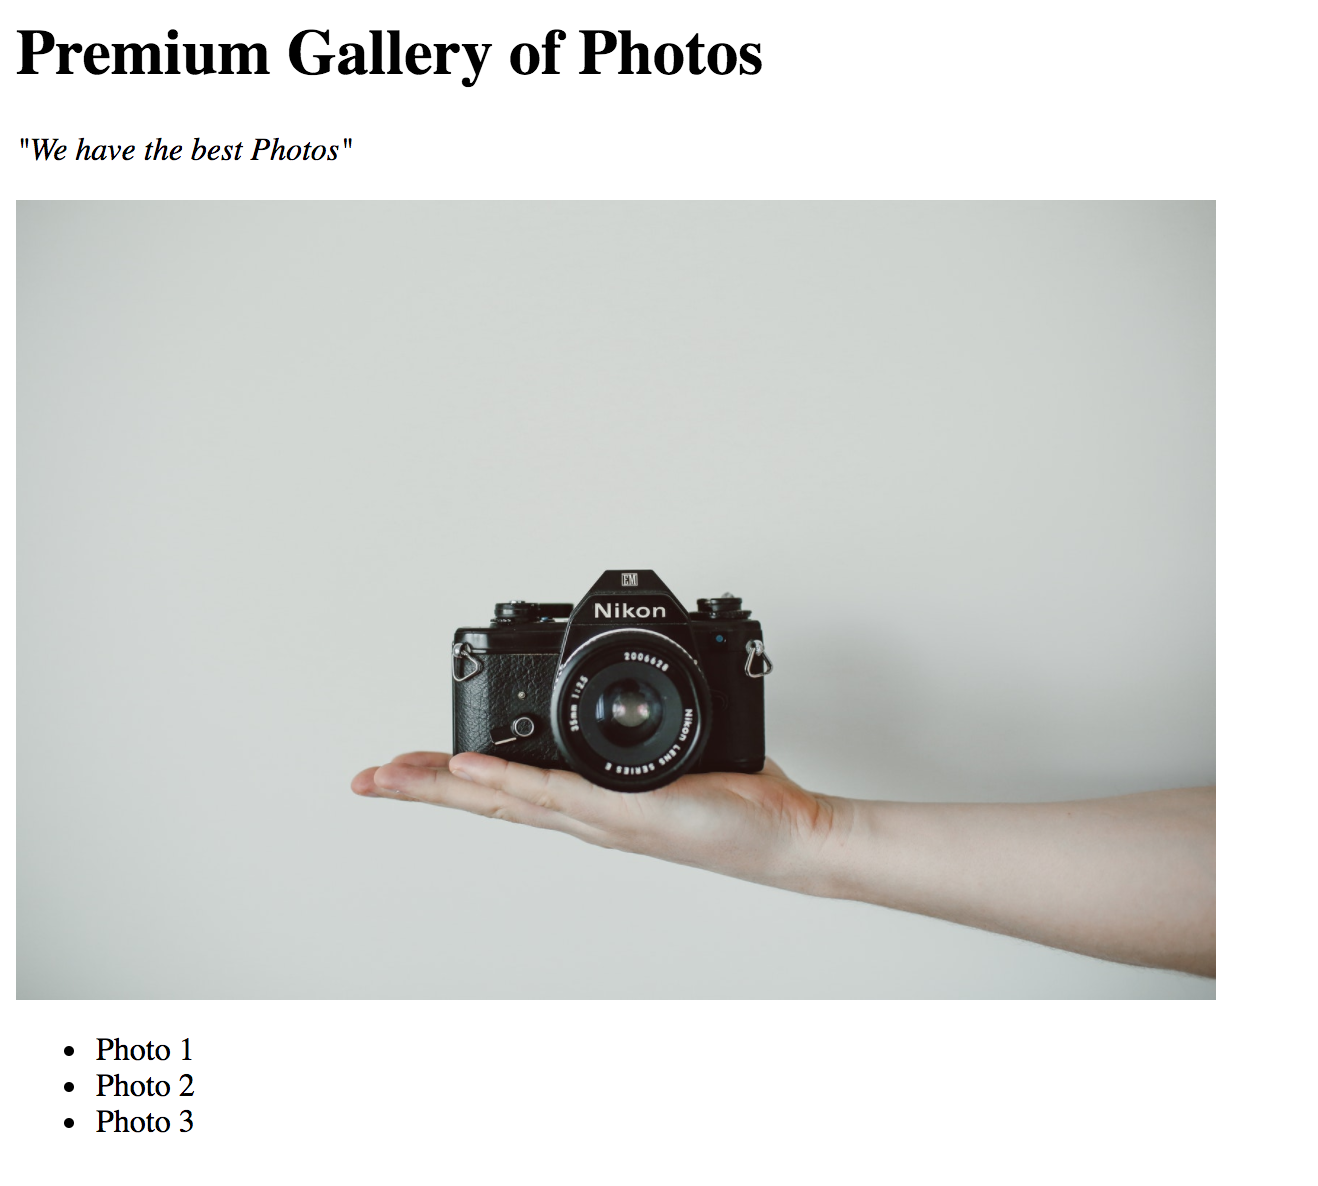 Premium Gallery of Photos
"We have the best Photos"
EM
Nikon
2006626
35mm 1:2.5
Nikon LENS SERIES E
Photo 1
Photo 2
Photo 3